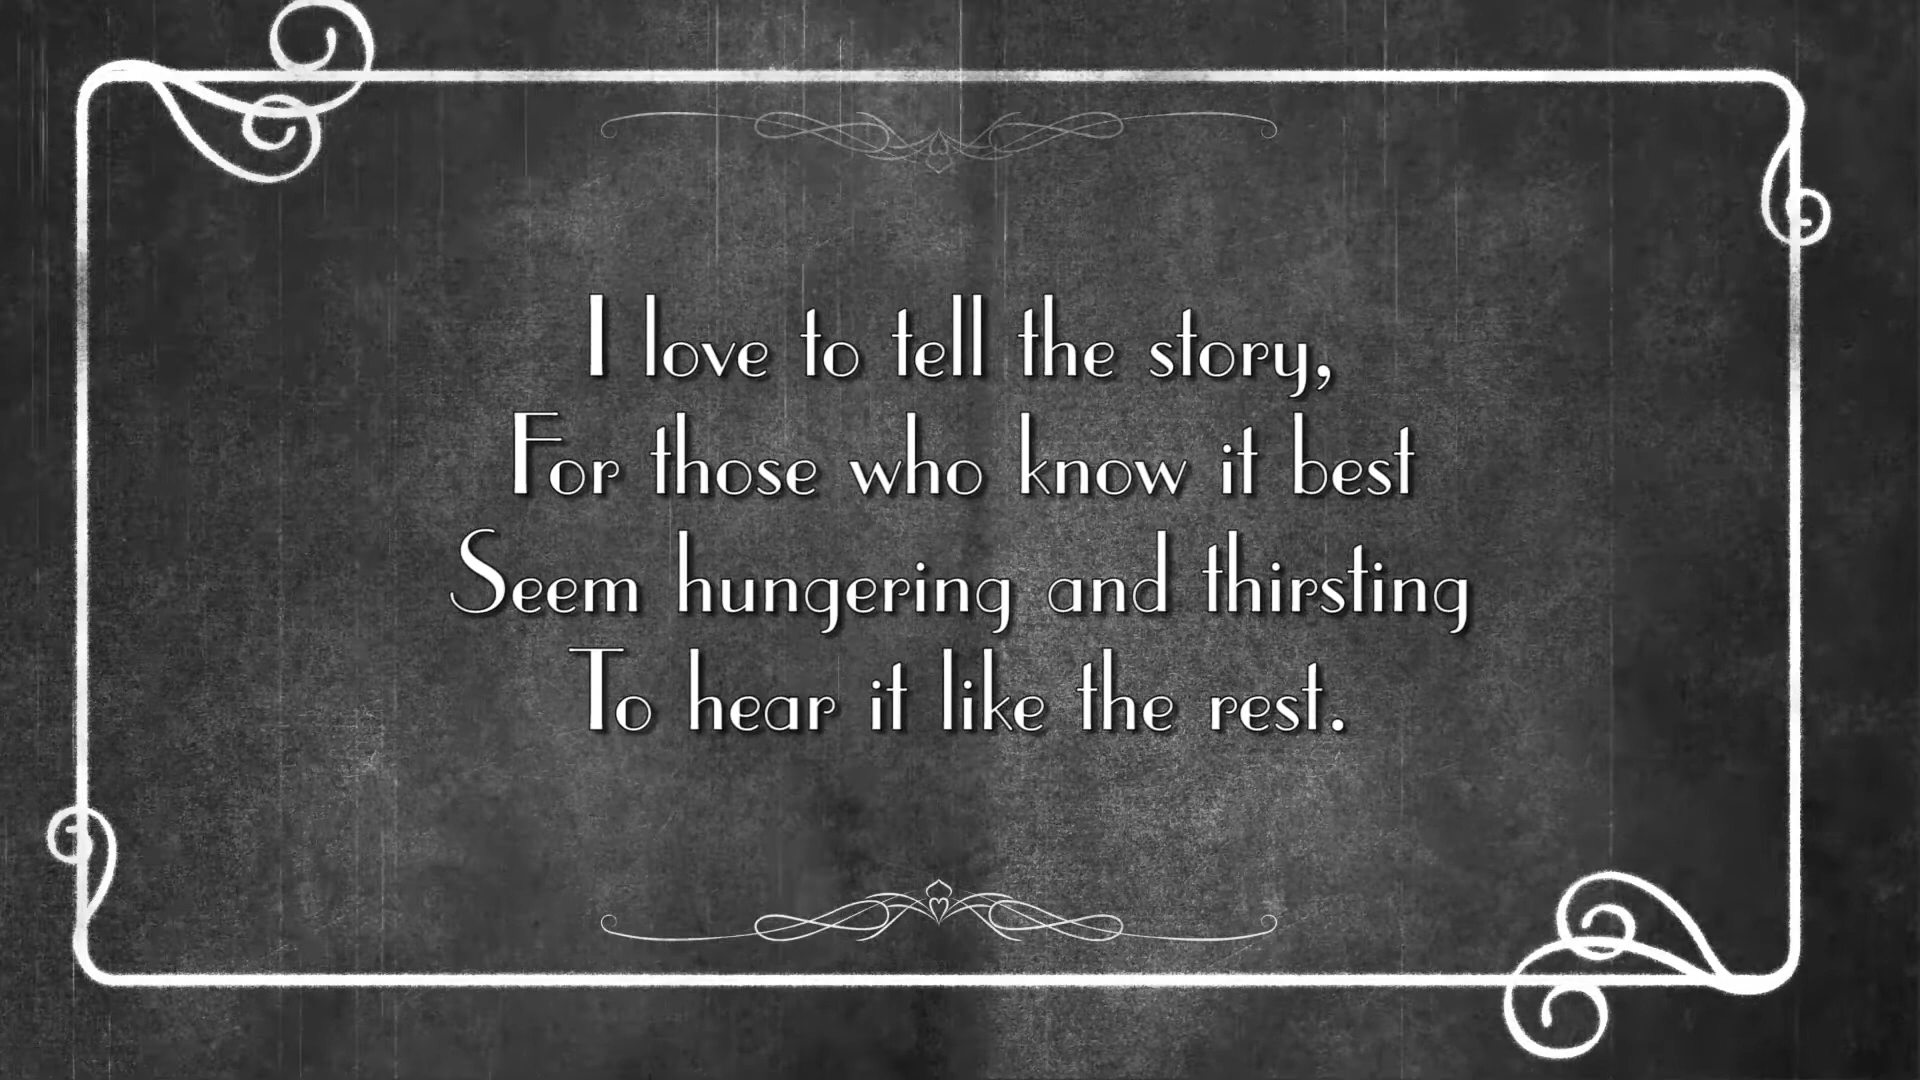 I love to tell the story,
For those who know it best
Seem hungering and thirsting
To hear it like the rest.